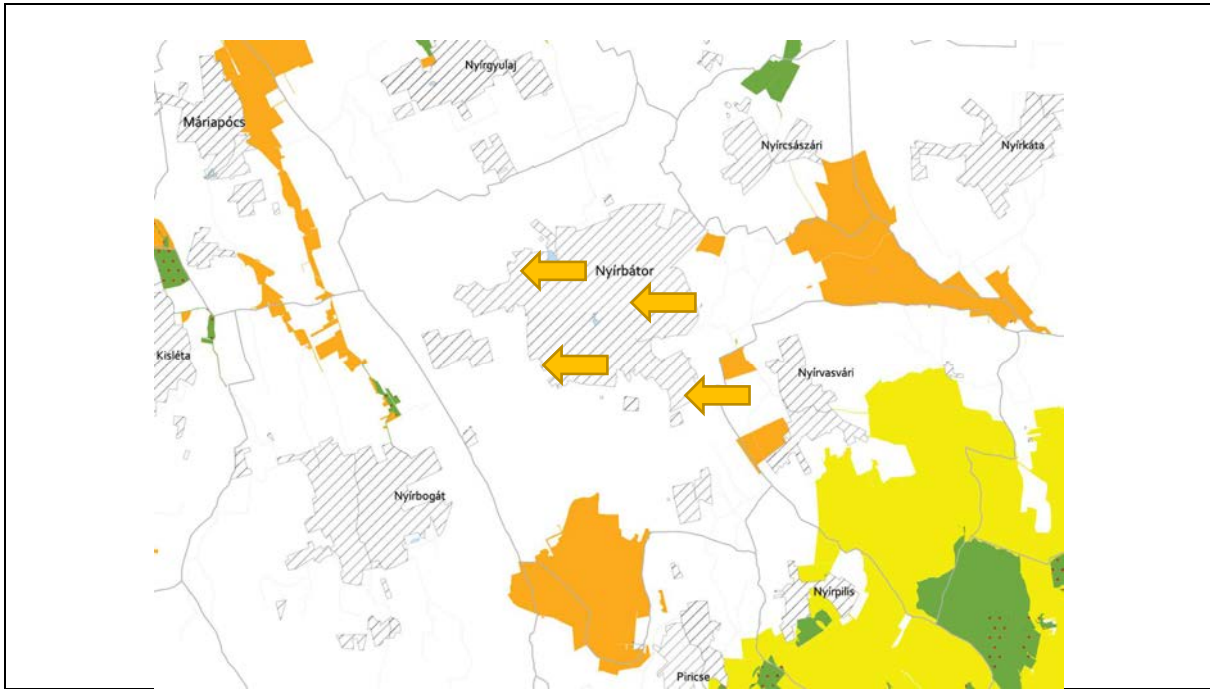 Nyírgyulaj
Máriapócs
Nyírcsászári
Nyírkáta
Nyírbátor
Kisléta
Nyírvasvári
Nyírbogát
Nyírpilis
Piricse